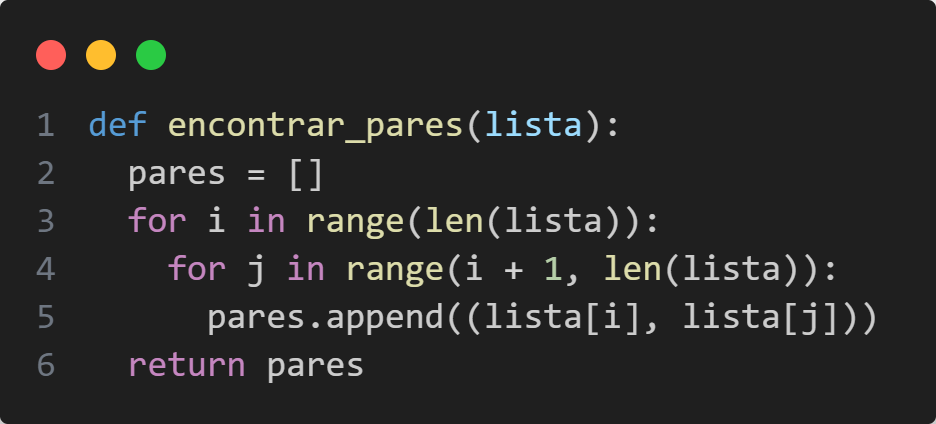 1 def encontrar_pares(lista):
2   pares = []
3   for i in range(len(lista)):
4     for j in range(i + 1, len(lista)):
5       pares.append((lista[i], lista[j]))
6   return pares